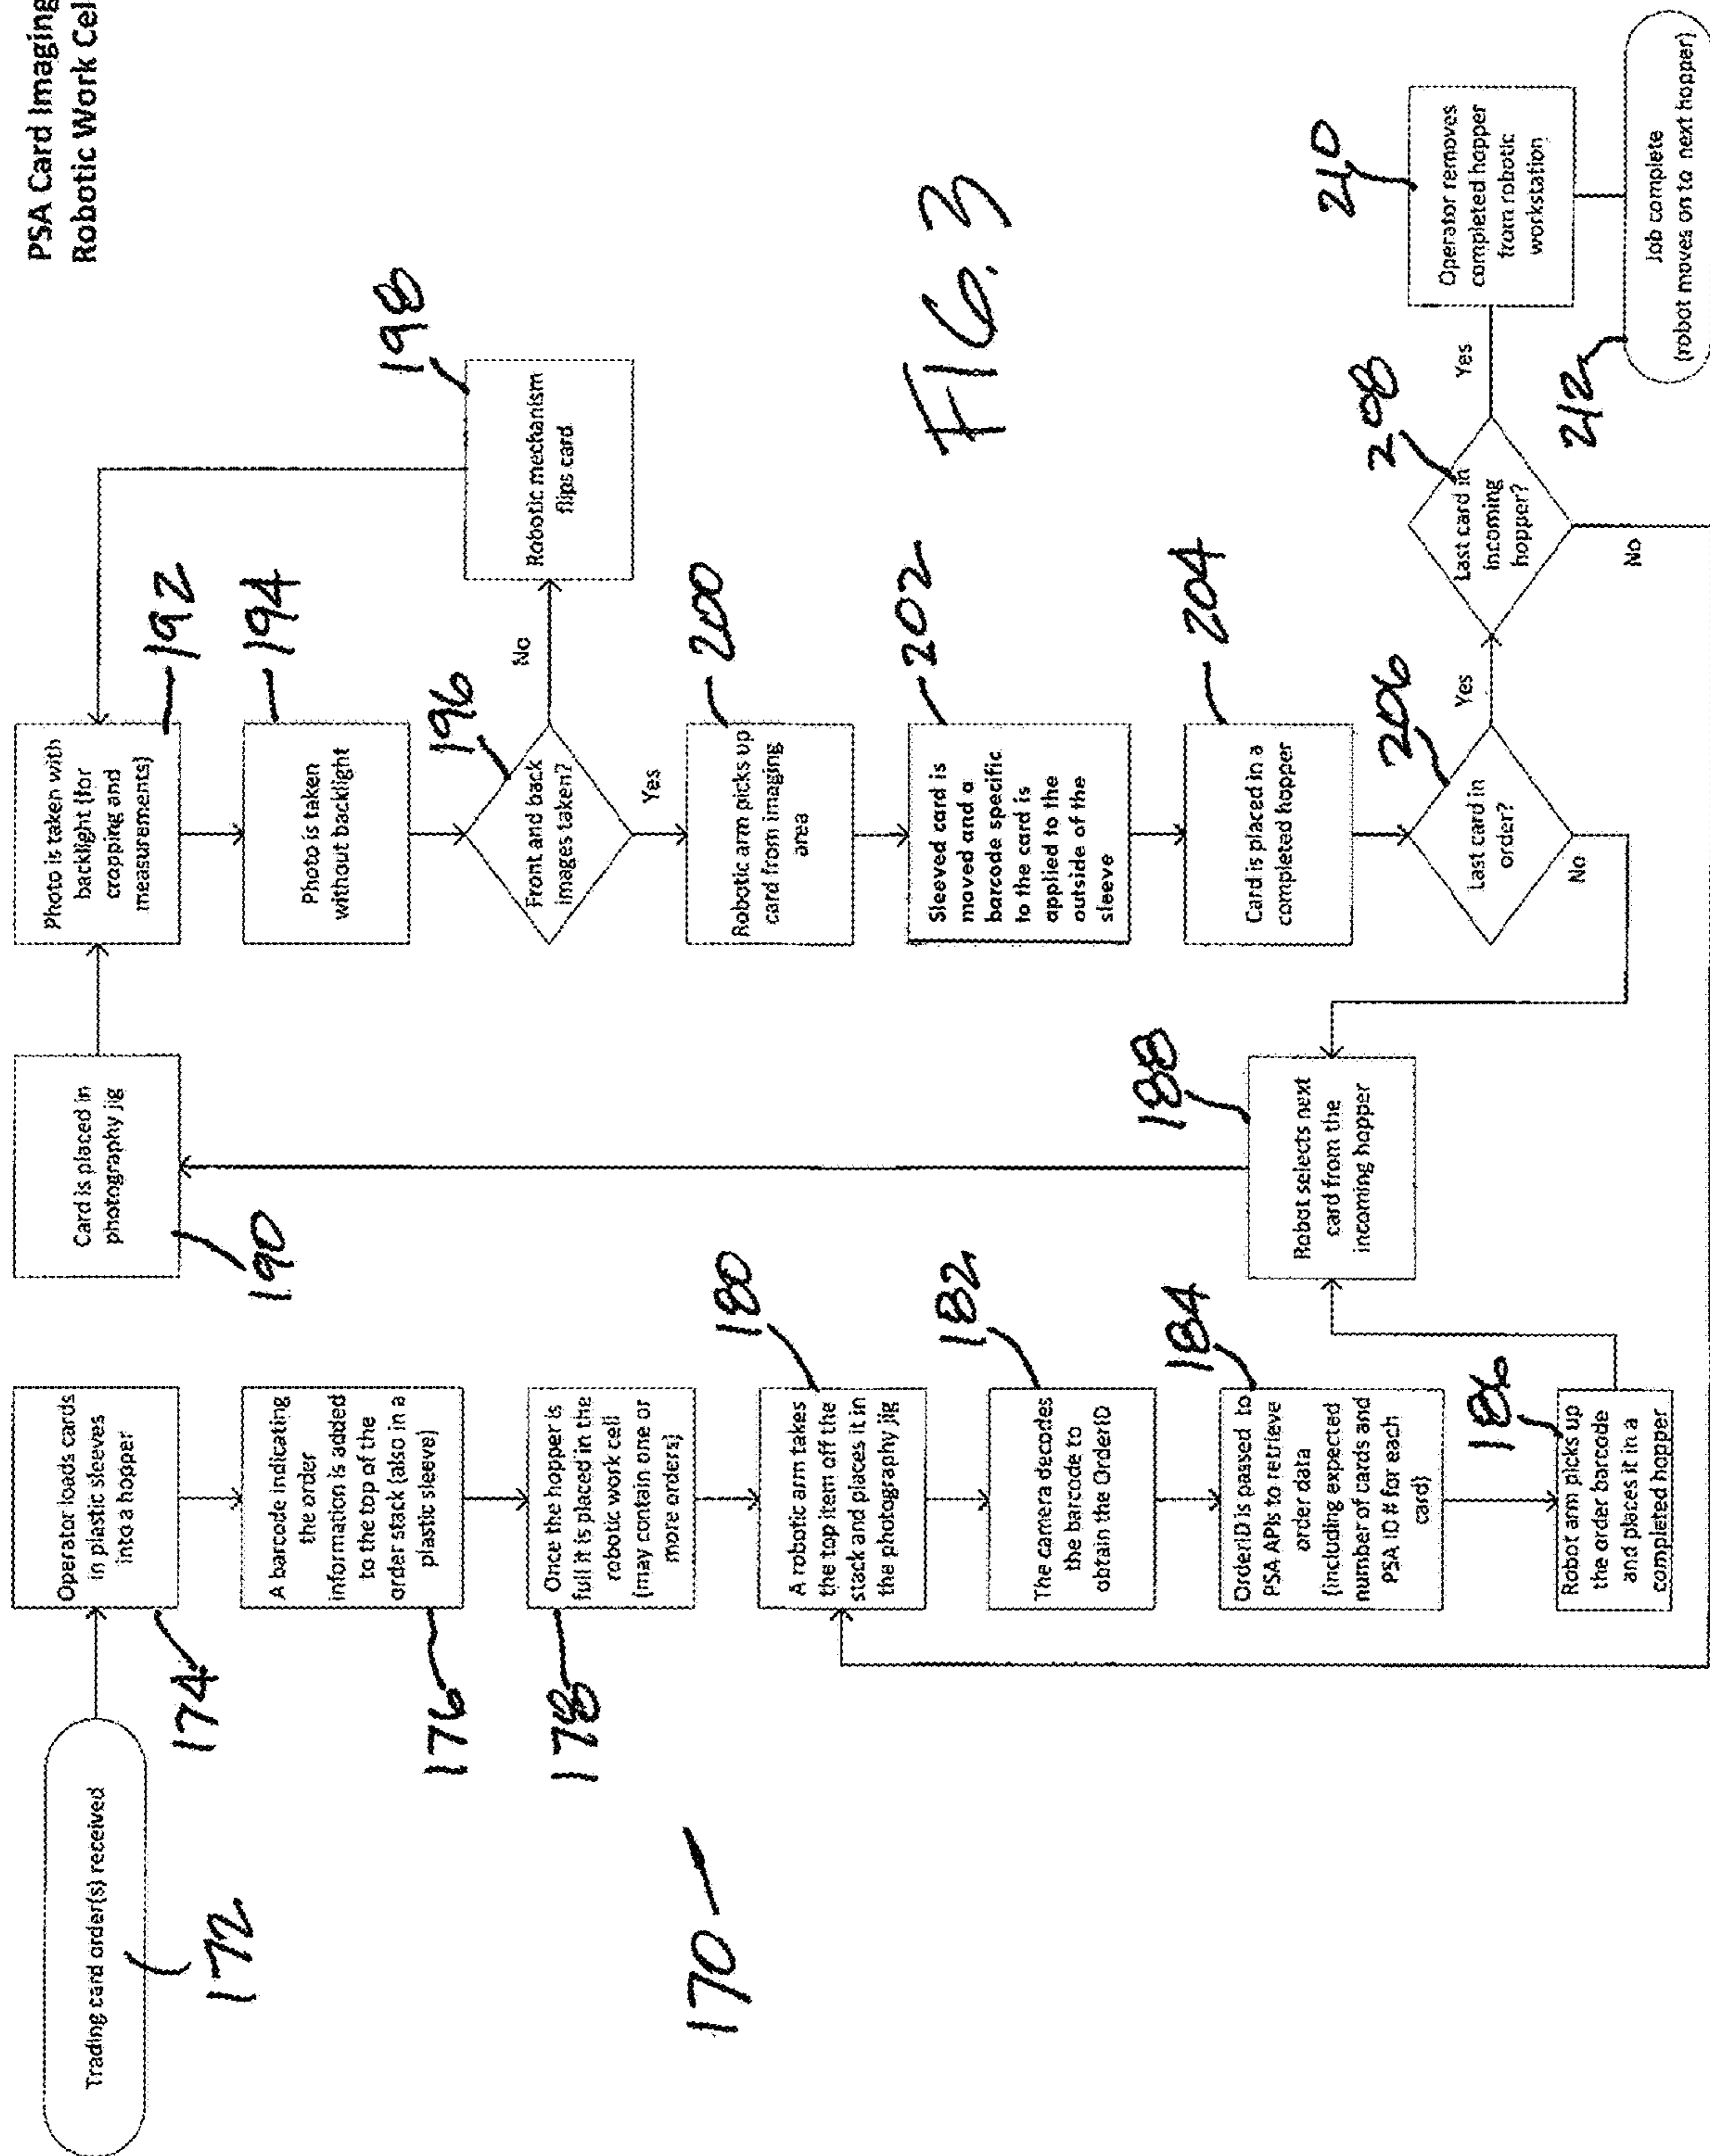 PSA Card Imaging
Robotic Work Cel
Trading card order(s) received
172
Operator loads cards
in plastic sleeves
into a hopper
174
A barcode indicating
the order
information is added
to the top of the
order stack (also in a
plastic sleeve)
176
Once the hopper is
full it is placed in the
robotic work cell
(may contain one or
more orders)
178
A robotic arm takes
the top item off the
stack and places it in
the photography jig
180
The camera decodes
the barcode to
obtain the OrderID
182
OrderID is passed to
PSA APIs to retrieve
order data
(including expected
number of cards and
PSA ID # for each
card)
184
Robot arm picks up
the order barcode
and places it in a
completed hopper
186
Robot selects next
card from the
incoming hopper
188
Card is placed in
photography jig
190
Photo is taken with
backlight (for
cropping and
measurements)
192
Photo is taken
without backlight
194
Front and back
images taken?
196
No
Yes
Robotic mechanism
flips card
198
Robotic arm picks up
card from imaging
area
200
Sleeved card is
moved and a
barcode specific
to the card is
applied to the
outside of the
sleeve
202
Card is placed in a
completed hopper
204
Last card in
order?
206
Yes
No
Last card in
incoming
hopper?
208
Yes
No
Operator removes
completed hopper
from robotic
workstation
210
Job complete
(robot moves on to next hopper)
212
170
FIG. 3